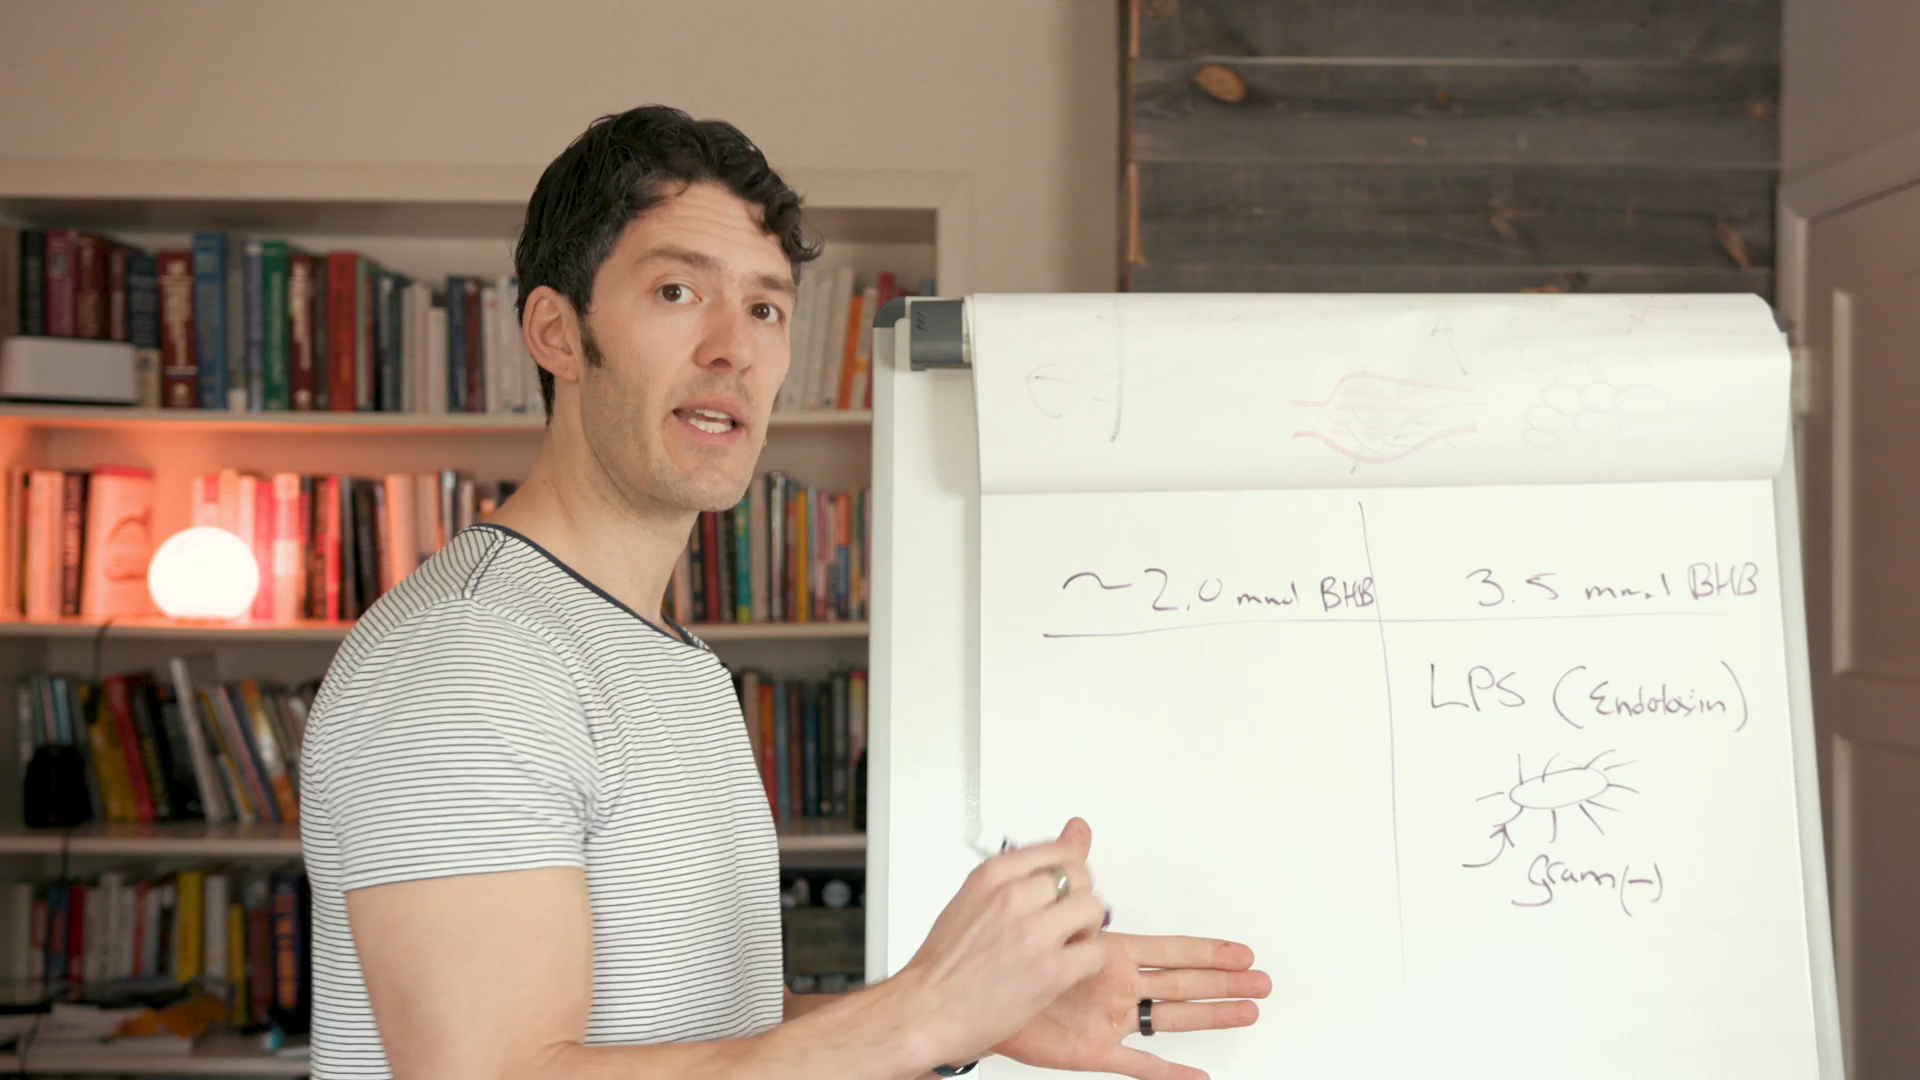 ~2.0 mmol BHB
3.5 mmol BHB
LPS (Endotoxin)
gram(-)
A